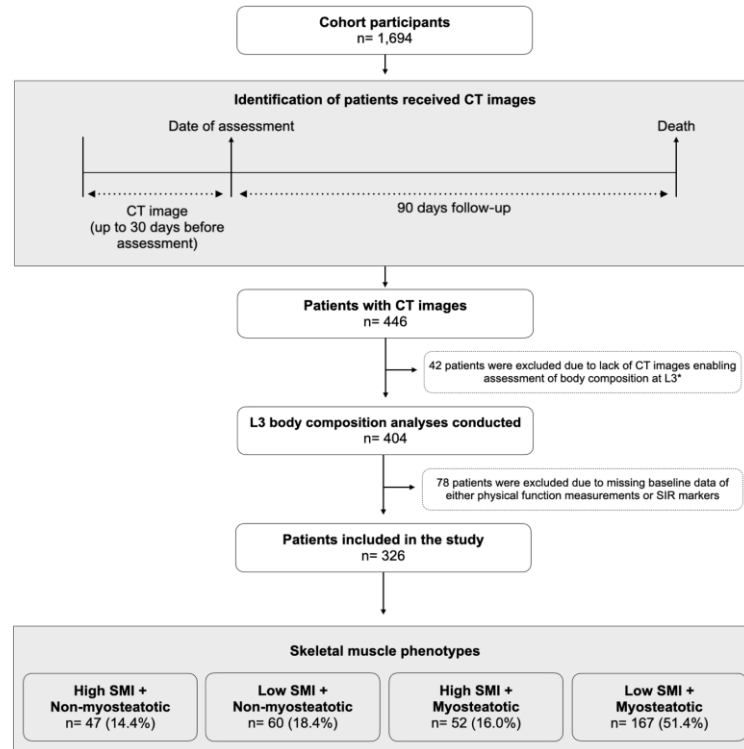 Cohort participants
n= 1,694
Identification of patients received CT images
Date of assessment
Death
CT image
(up to 30 days before
assessment)
90 days follow-up
Patients with CT images
n= 446
42 patients were excluded due to lack of CT images enabling
assessment of body composition at L3*
L3 body composition analyses conducted
n= 404
78 patients were excluded due to missing baseline data of
either physical function measurements or SIR markers
Patients included in the study
n= 326
Skeletal muscle phenotypes
High SMI +
Non-myosteatotic
n= 47 (14.4%)
Low SMI +
Non-myosteatotic
n= 60 (18.4%)
High SMI +
Myosteatotic
n= 52 (16.0%)
Low SMI +
Myosteatotic
n= 167 (51.4%)